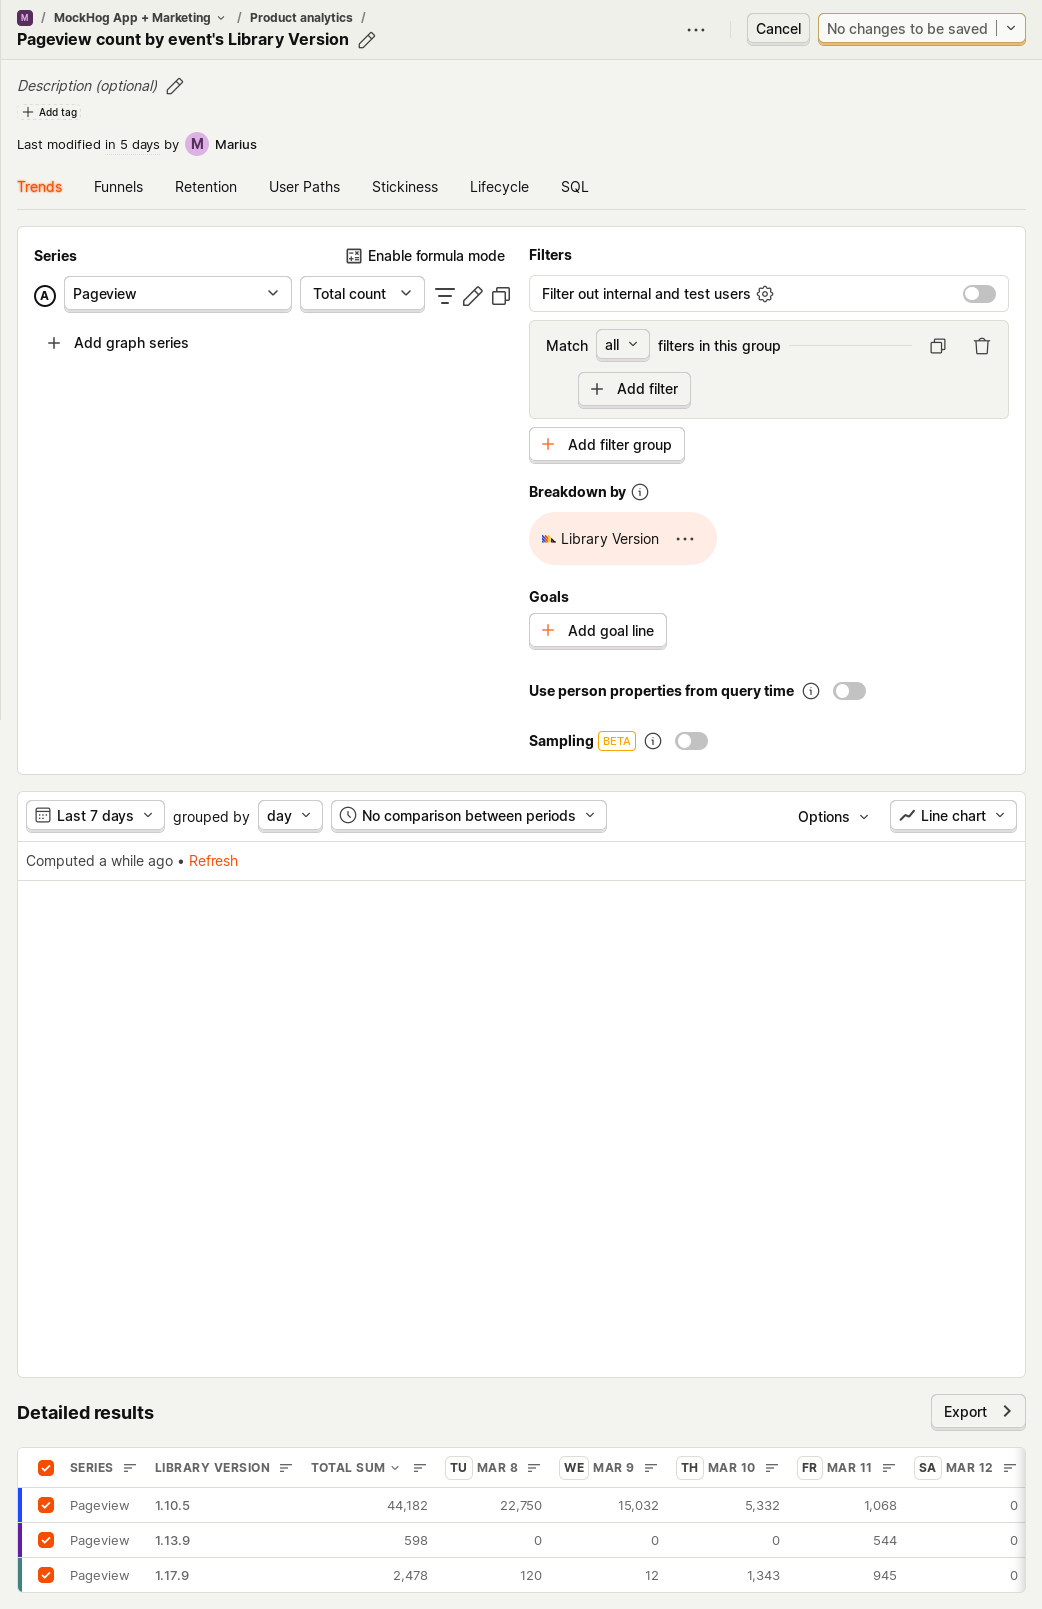 M / MockHog App + Marketing / Product analytics /
Pageview count by event's Library Version
Cancel
No changes to be saved
Description (optional)
Add tag
Last modified in 5 days by M Marius
Trends Funnels Retention User Paths Stickiness Lifecycle SQL
Series
Enable formula mode
A Pageview Total count
Add graph series
Filters
Filter out internal and test users
Match all filters in this group
Add filter
Add filter group
Breakdown by
Library Version
Goals
Add goal line
Use person properties from query time
Sampling BETA
Last 7 days grouped by day No comparison between periods Options Line chart
Computed a while ago • Refresh
Detailed results
Export
SERIES LIBRARY VERSION TOTAL SUM TU MAR 8 WE MAR 9 TH MAR 10 FR MAR 11 SA MAR 12
Pageview 1.10.5 44,182 22,750 15,032 5,332 1,068 0
Pageview 1.13.9 598 0 0 0 544 0
Pageview 1.17.9 2,478 120 12 1,343 945 0